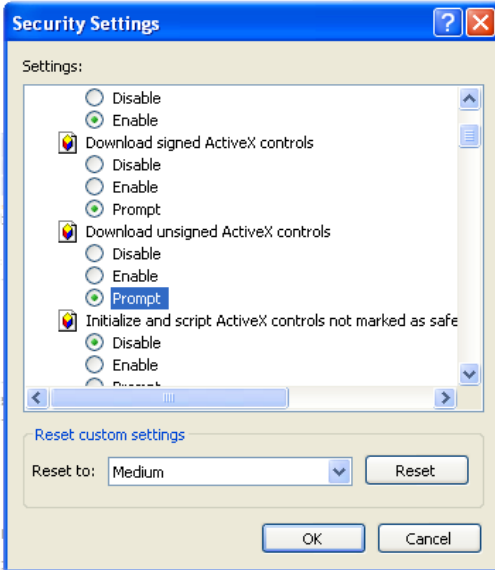 Security Settings
Settings:
Disable
Enable
Download signed ActiveX controls
Disable
Enable
Prompt
Download unsigned ActiveX controls
Disable
Enable
Prompt
Initialize and script ActiveX controls not marked as safe
Disable
Enable
Prompt
Reset custom settings
Reset to: Medium Reset
OK Cancel